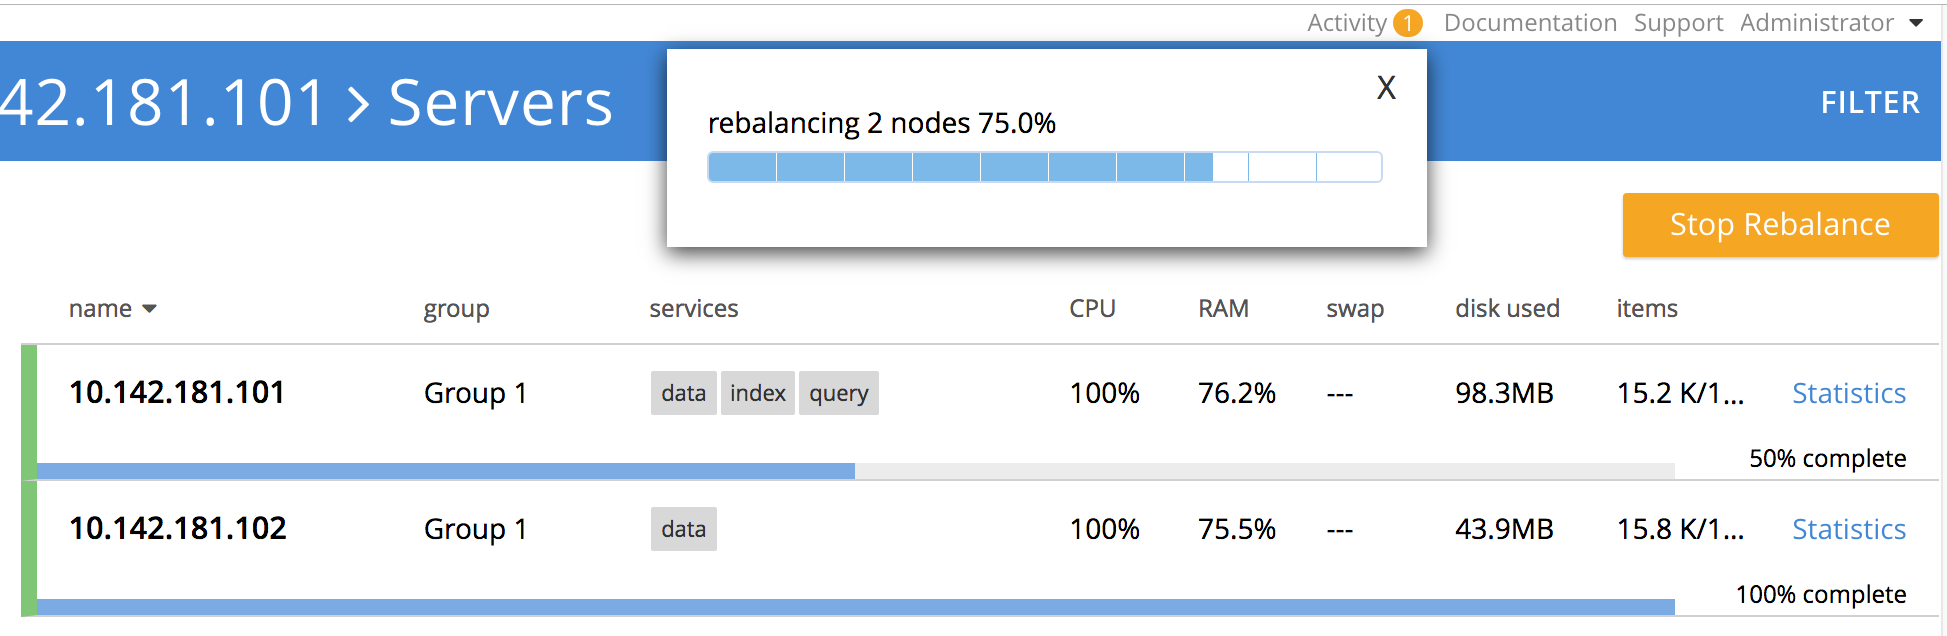 Activity 1 Documentation Support Administrator
42.181.101 > Servers
FILTER
X
rebalancing 2 nodes 75.0%
Stop Rebalance
name group services CPU RAM swap disk used items
10.142.181.101 Group 1 data index query 100% 76.2% --- 98.3MB 15.2 K/1... Statistics
50% complete
10.142.181.102 Group 1 data 100% 75.5% --- 43.9MB 15.8 K/1... Statistics
100% complete